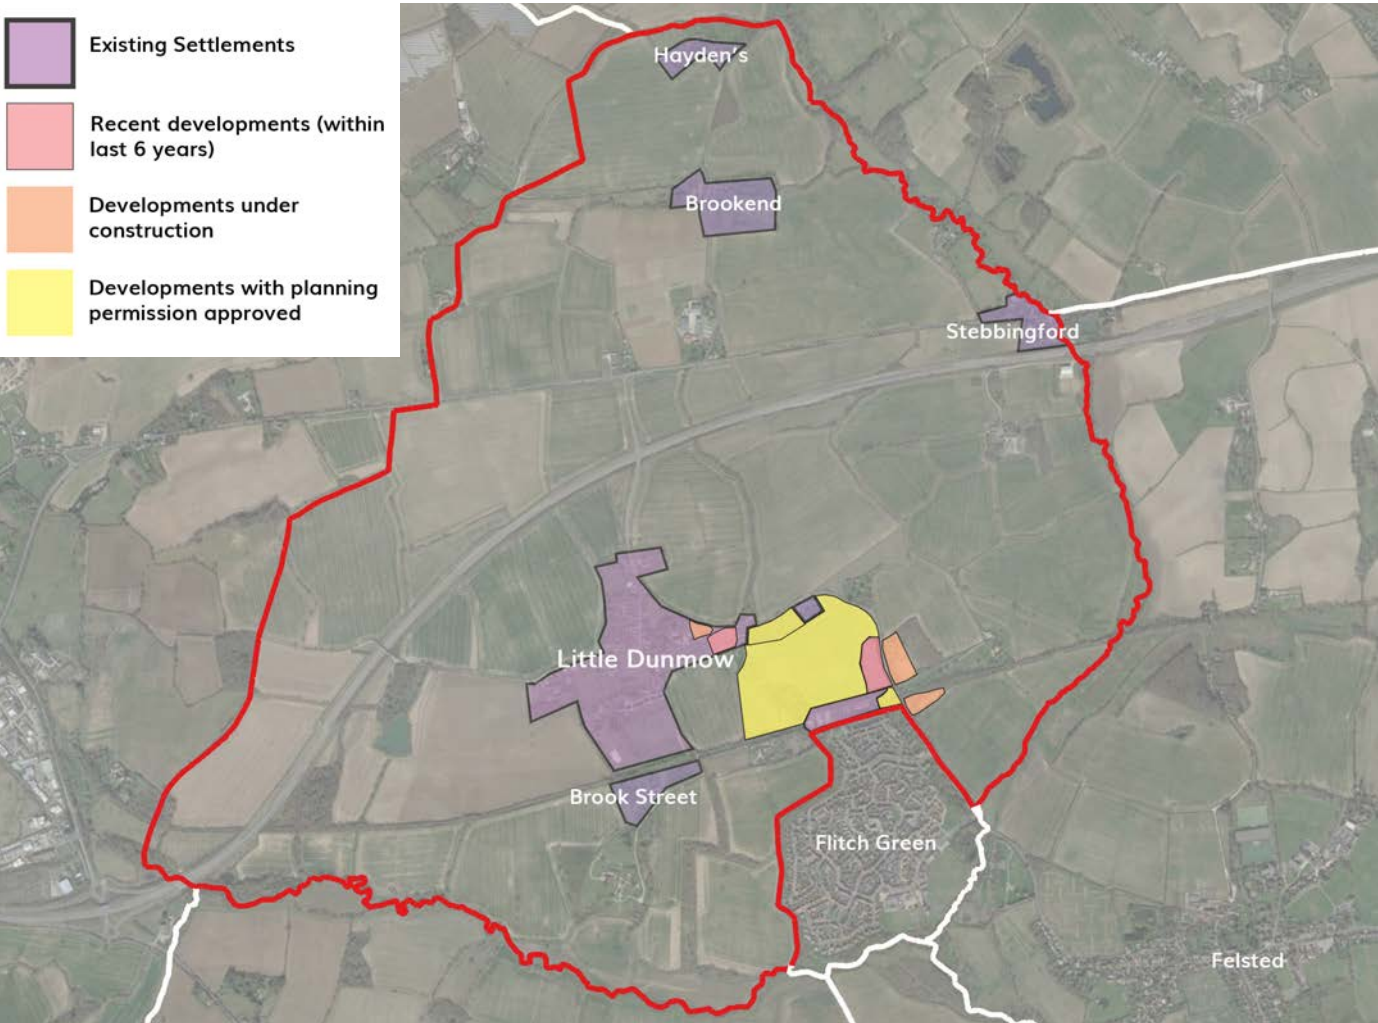 Existing Settlements
Recent developments (within
last 6 years)
Developments under
construction
Developments with planning
permission approved
Hayden's
Brookend
Stebbingford
Little Dunmow
Brook Street
Flitch Green
Felsted